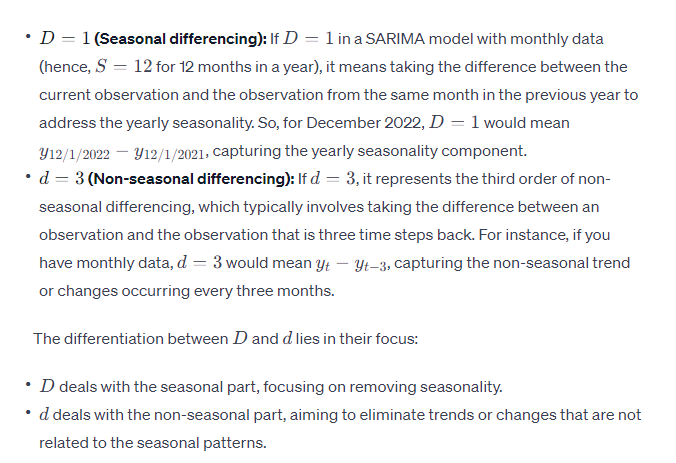 • D = 1 (Seasonal differencing): If D = 1 in a SARIMA model with monthly data
(hence, S = 12 for 12 months in a year), it means taking the difference between the
current observation and the observation from the same month in the previous year to
address the yearly seasonality. So, for December 2022, D = 1 would mean
y12/1/2022 − y12/1/2021, capturing the yearly seasonality component.
• d = 3 (Non-seasonal differencing): If d = 3, it represents the third order of non-
seasonal differencing, which typically involves taking the difference between an
observation and the observation that is three time steps back. For instance, if you
have monthly data, d = 3 would mean yt − yt−3, capturing the non-seasonal trend
or changes occurring every three months.
The differentiation between D and d lies in their focus:
• D deals with the seasonal part, focusing on removing seasonality.
• d deals with the non-seasonal part, aiming to eliminate trends or changes that are not
related to the seasonal patterns.